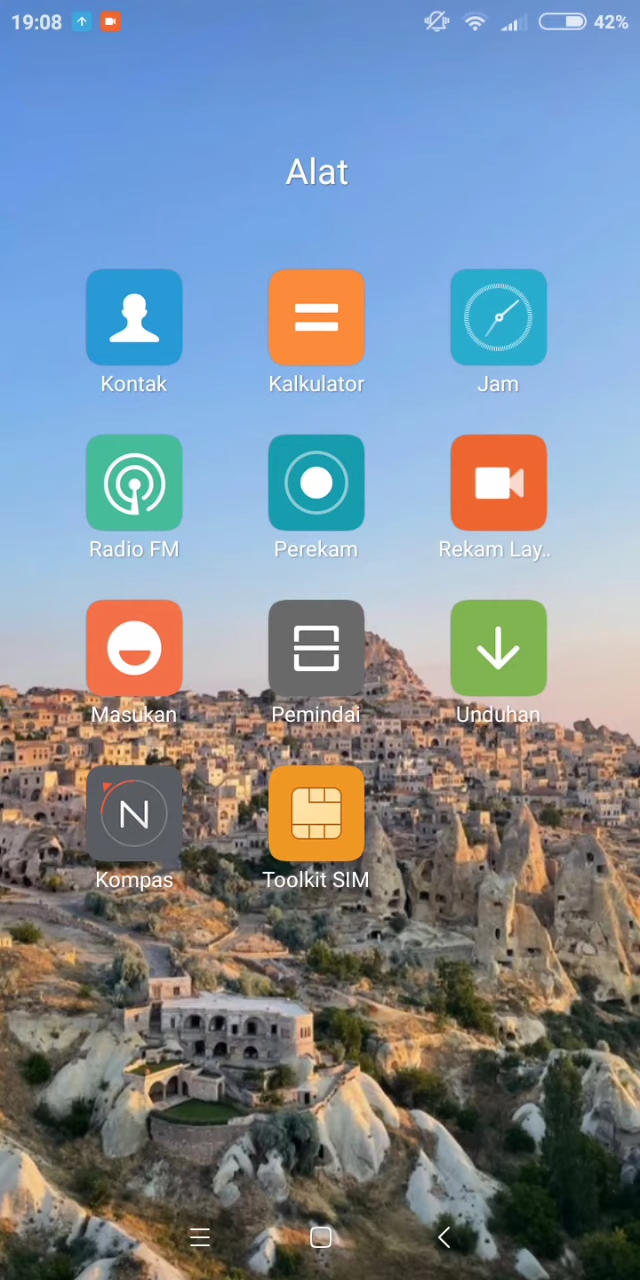 19:08
42%
Alat
Kontak
Kalkulator
Jam
Radio FM
Perekam
Rekam Lay..
Masukan
Pemindai
Unduhan
N
Kompas
Toolkit SIM